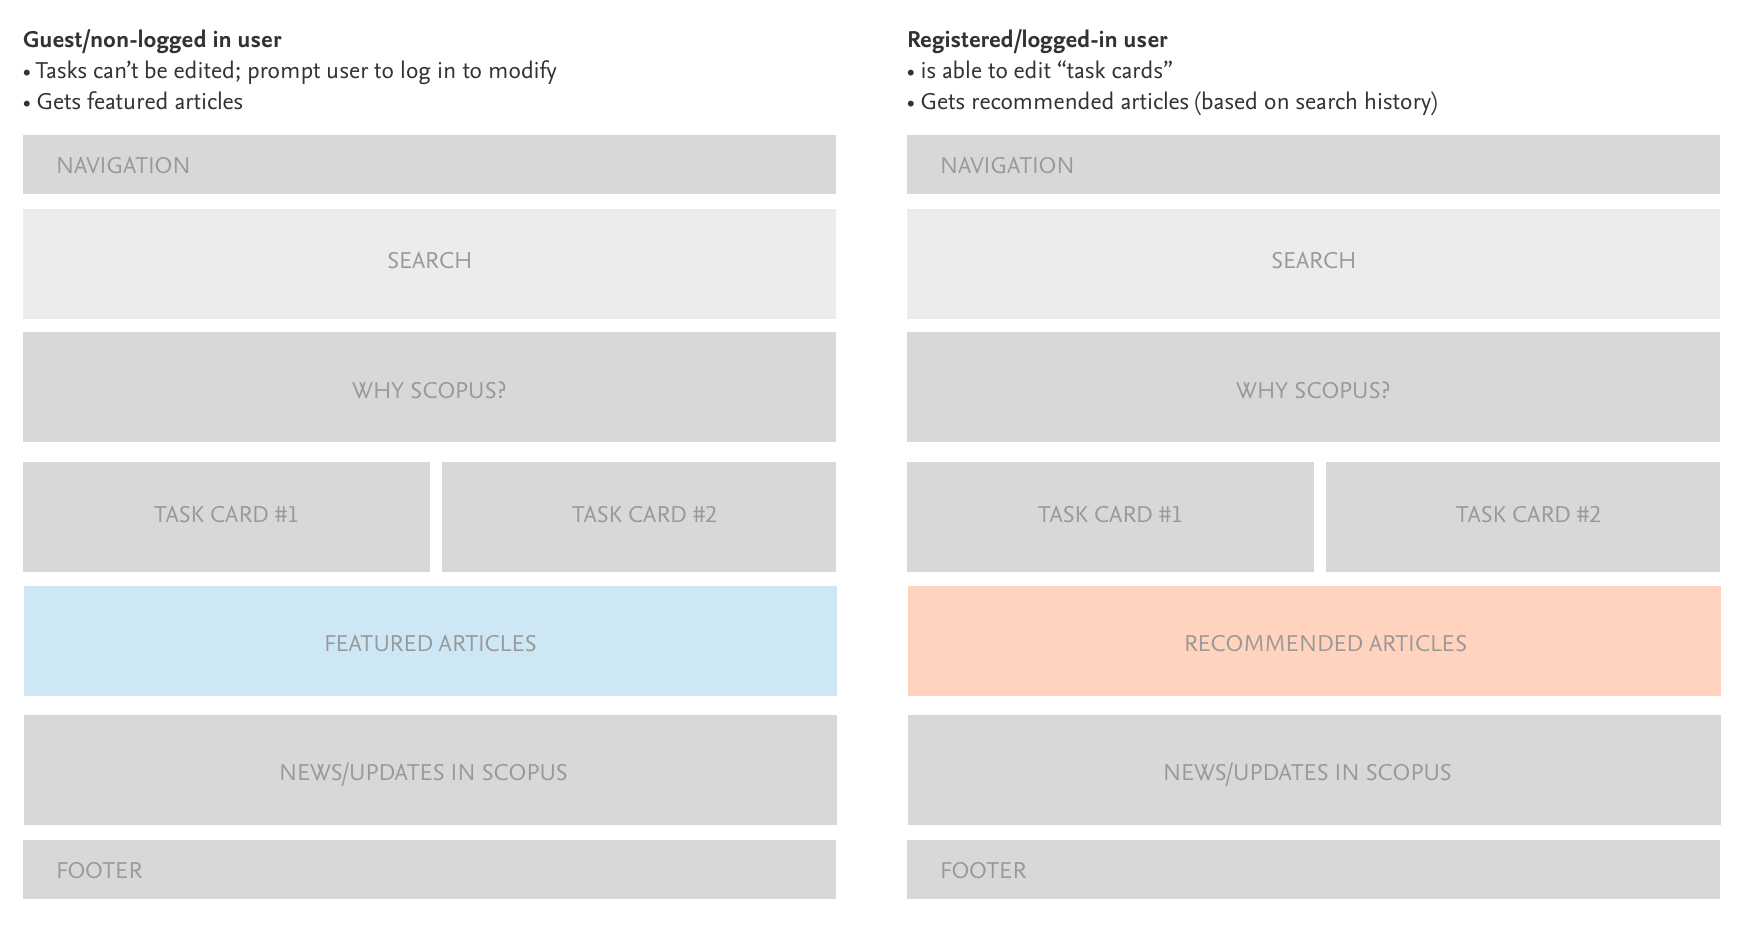 Guest/non-logged in user
• Tasks can’t be edited; prompt user to log in to modify
• Gets featured articles
NAVIGATION
SEARCH
WHY SCOPUS?
TASK CARD #1
TASK CARD #2
FEATURED ARTICLES
NEWS/UPDATES IN SCOPUS
FOOTER
Registered/logged-in user
• is able to edit “task cards”
• Gets recommended articles (based on search history)
NAVIGATION
SEARCH
WHY SCOPUS?
TASK CARD #1
TASK CARD #2
RECOMMENDED ARTICLES
NEWS/UPDATES IN SCOPUS
FOOTER